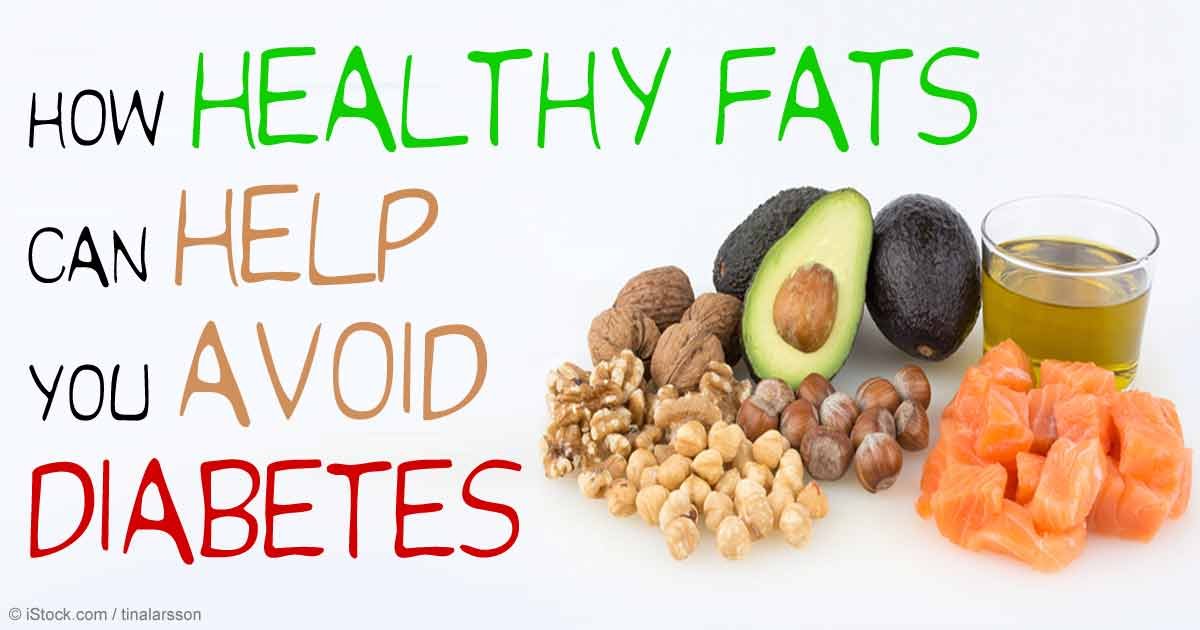 HOW HEALTHY FATS
CAN HELP
YOU AVOID
DIABETES
© iStock.com / tinalarsson